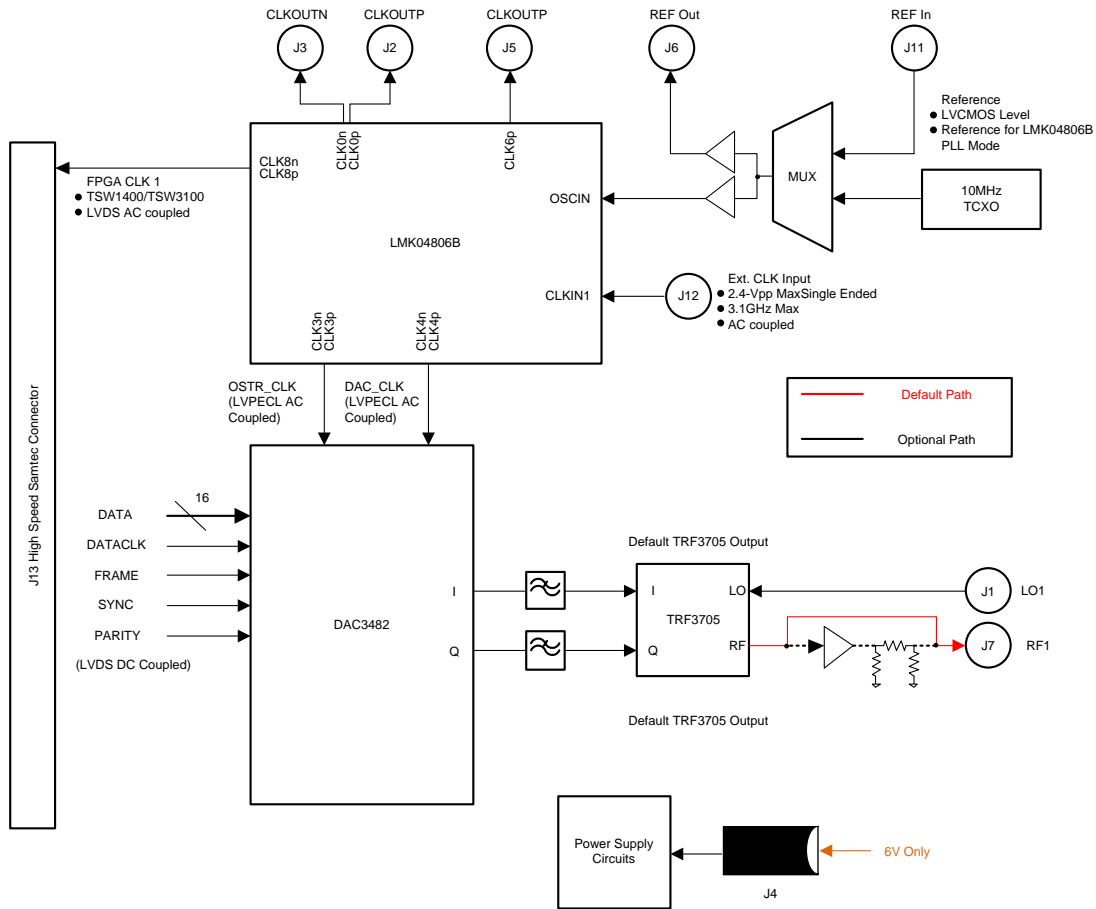 CLKOUTN
CLKOUTP
CLKOUTP
REF Out
REF In
J3
J2
J5
J6
J11
Reference
● LVCMOS Level
● Reference for LMK04806B
PLL Mode
CLK0n
CLK0p
CLK6p
CLK8n
CLK8p
FPGA CLK 1
● TSW1400/TSW3100
● LVDS AC coupled
OSCIN
MUX
10MHz
TCXO
LMK04806B
CLKIN1
J12
Ext. CLK Input
● 2.4-Vpp MaxSingle Ended
● 3.1GHz Max
● AC coupled
CLK3n
CLK3p
CLK4n
CLK4p
OSTR_CLK
(LVPECL AC
Coupled)
DAC_CLK
(LVPECL AC
Coupled)
Default Path
Optional Path
J13 High Speed Samtec Connector
16
DATA
DATACLK
FRAME
SYNC
PARITY
(LVDS DC Coupled)
DAC3482
I
Q
Default TRF3705 Output
I
LO
TRF3705
Q
RF
J1
LO1
J7
RF1
Default TRF3705 Output
Power Supply
Circuits
6V Only
J4